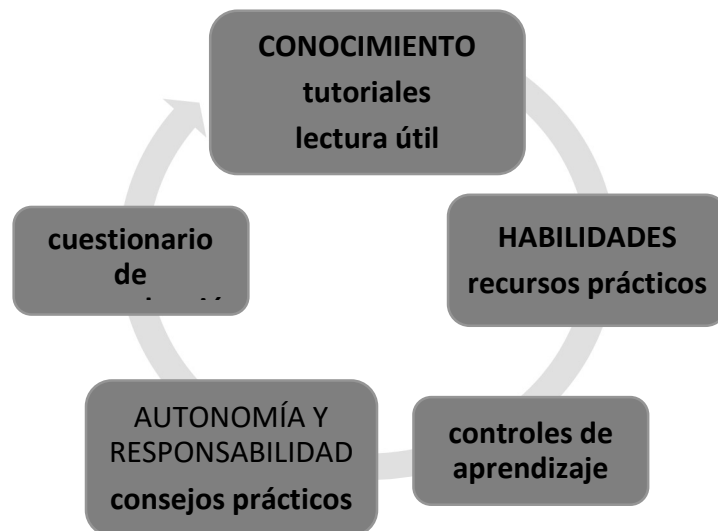 CONOCIMIENTO
tutoriales
lectura útil
HABILIDADES
recursos prácticos
controles de
aprendizaje
AUTONOMÍA Y
RESPONSABILIDAD
consejos prácticos
cuestionario
de